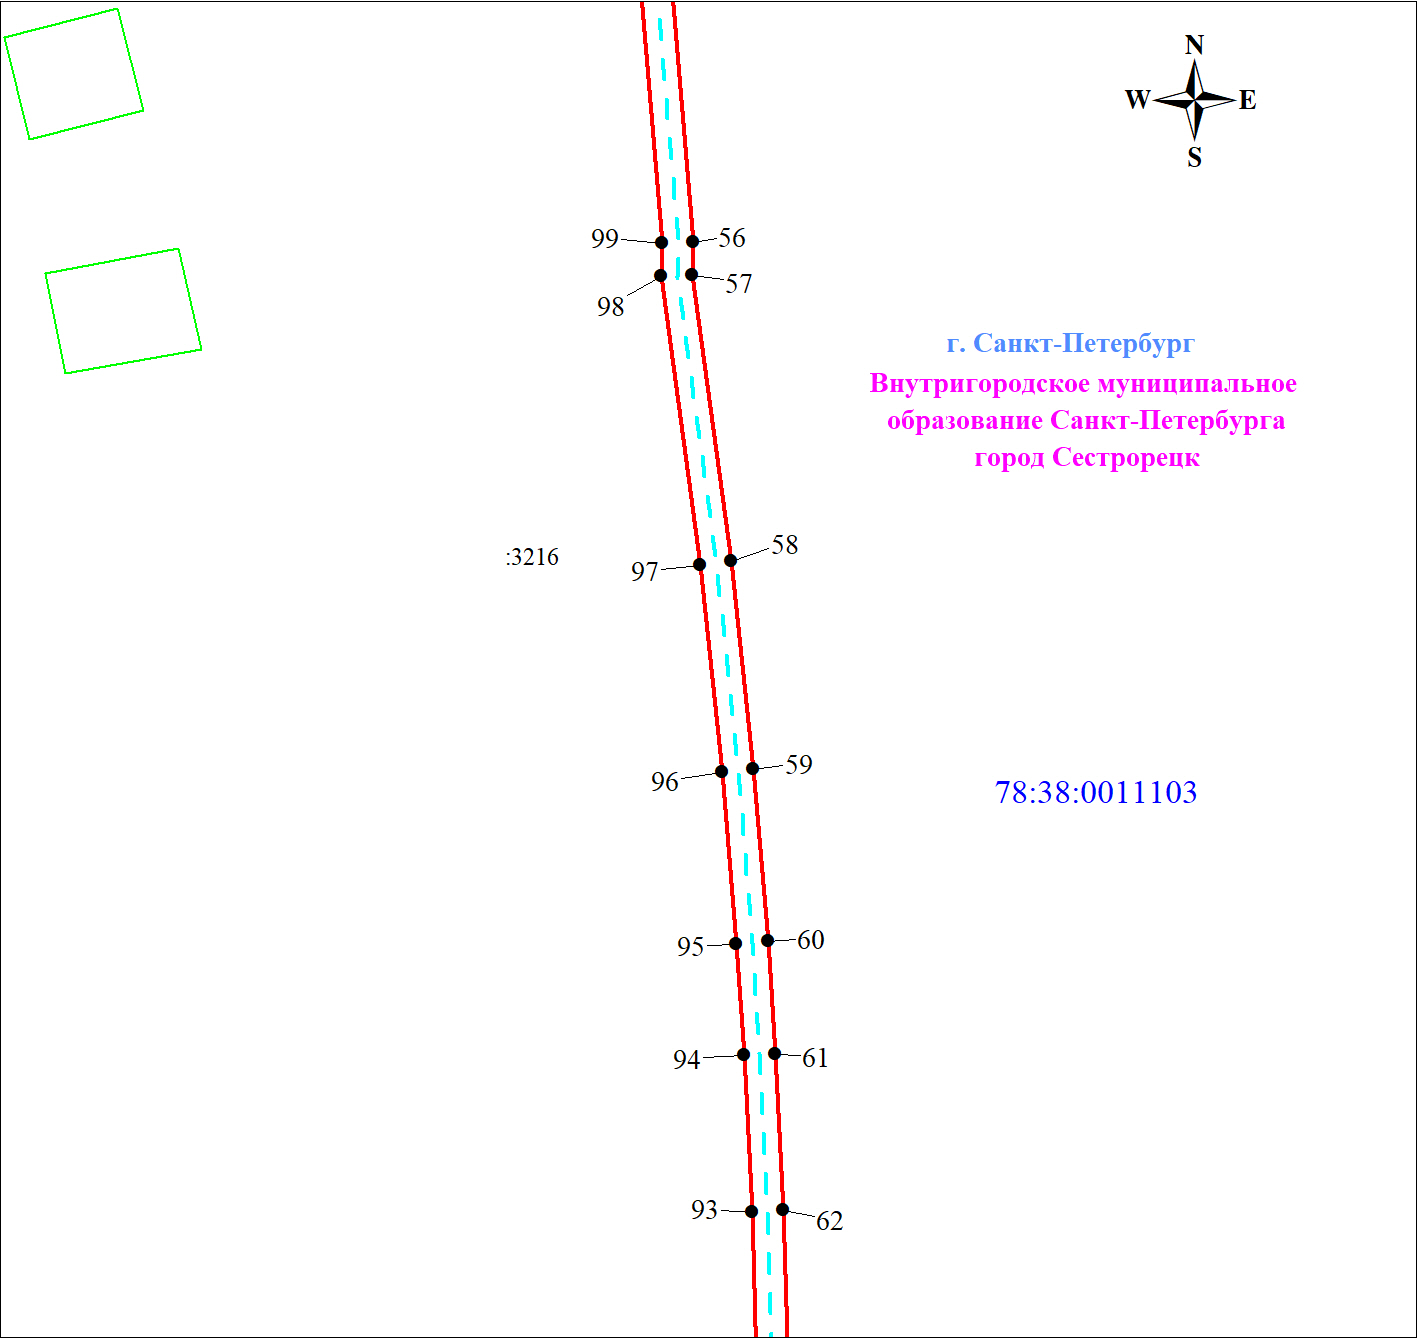 N
W E
S
99 56
98 57
г. Санкт-Петербург
Внутригородское муниципальное
образование Санкт-Петербурга
город Сестрорецк
:3216
97 58
96 59
78:38:0011103
95 60
94 61
93 62